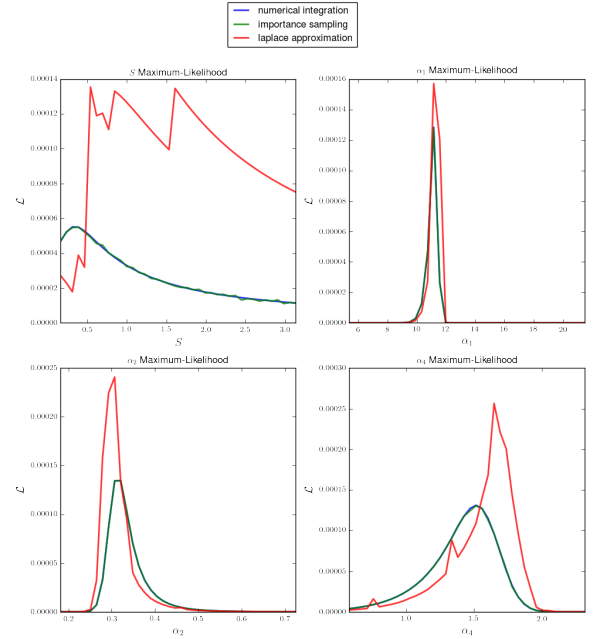 numerical integration
importance sampling
laplace approximation
S Maximum-Likelihood
0.00014
0.00012
0.00010
0.00008
0.00006
0.00004
0.00002
0.00000
ℒ
0.5 1.0 1.5 2.0 2.5 3.0
S
α₁ Maximum-Likelihood
0.00016
0.00014
0.00012
0.00010
0.00008
0.00006
0.00004
0.00002
0.00000
ℒ
6 8 10 12 14 16 18 20
α₁
α₂ Maximum-Likelihood
0.00025
0.00020
0.00015
0.00010
0.00005
0.00000
ℒ
0.2 0.3 0.4 0.5 0.6 0.7
α₂
α₄ Maximum-Likelihood
0.00030
0.00025
0.00020
0.00015
0.00010
0.00005
0.00000
ℒ
1.0 1.5 2.0
α₄